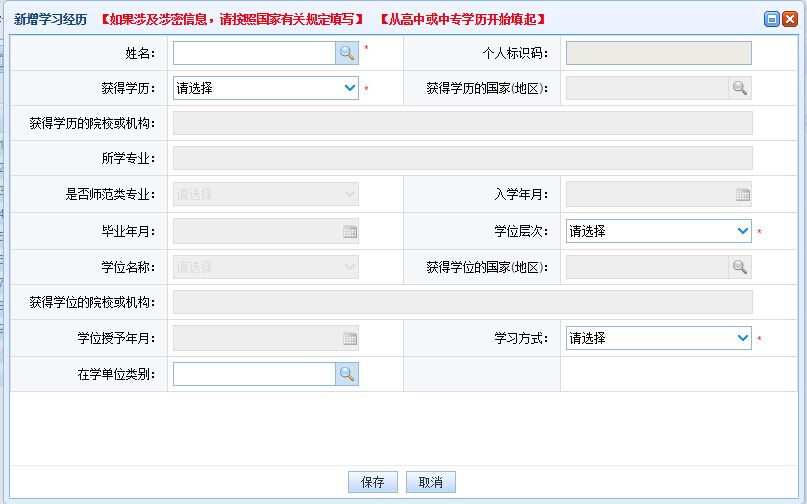 新增学习经历 【如果涉及涉密信息，请按照国家有关规定填写】 【从高中或中专学历开始填起】
姓名： * 个人标识码：
获得学历： 请选择 * 获得学历的国家(地区)：
获得学历的院校或机构：
所学专业：
是否师范类专业： 请选择 入学年月：
毕业年月： 学位层次： 请选择 *
学位名称： 请选择 获得学位的国家(地区)：
获得学位的院校或机构：
学位授予年月： 学习方式： 请选择 *
在学单位类别：
保存 取消